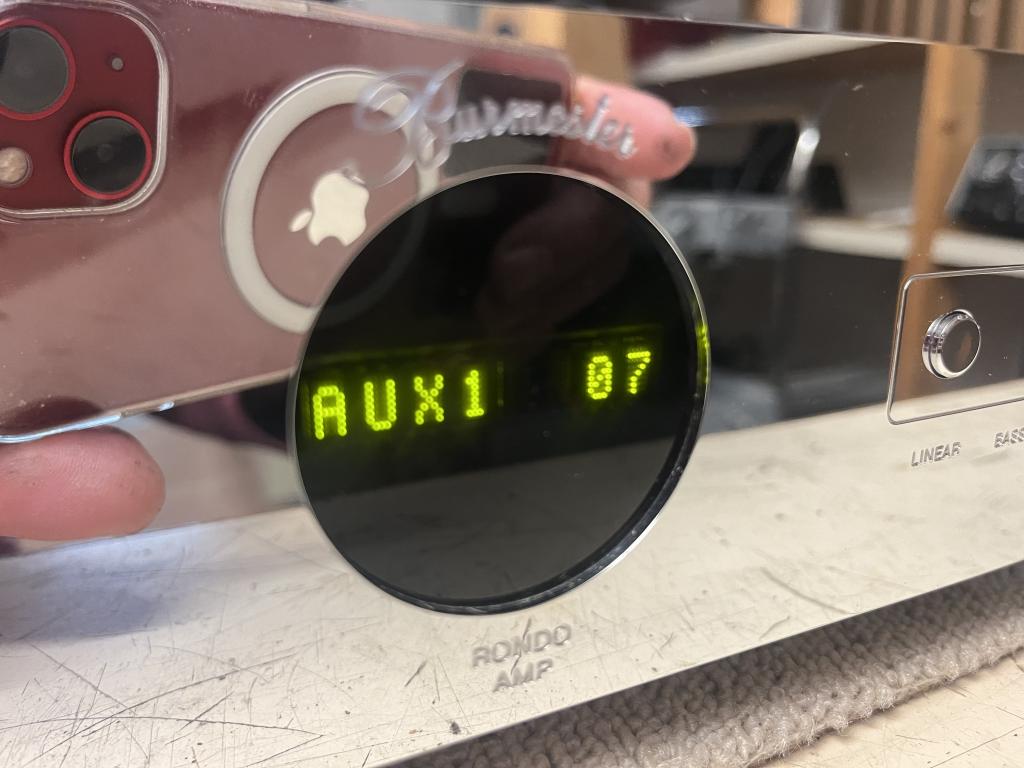 Burmester
AUX1 07
LINEAR BASS
RONDO
AMP